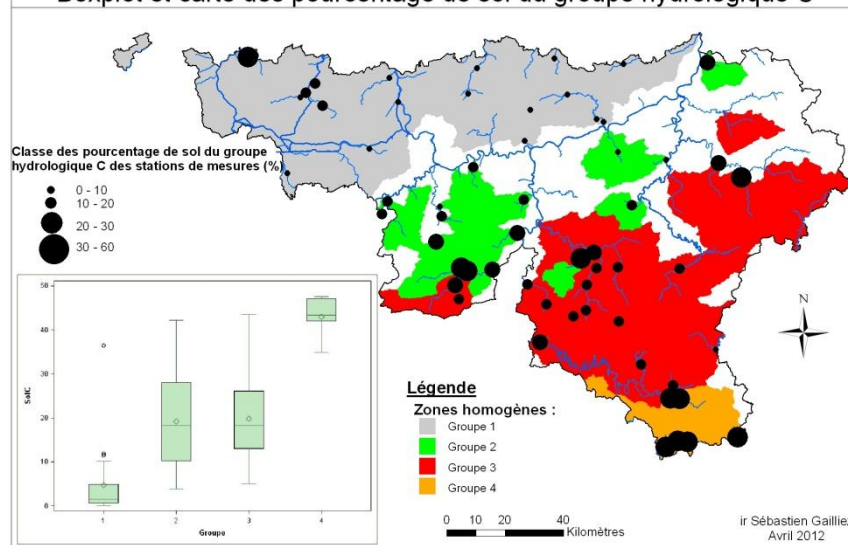 Boxplot et carte des pourcentage de sol du groupe hydrologique C
Classe des pourcentage de sol du groupe
hydrologique C des stations de mesures (%)
0 - 10
10 - 20
20 - 30
30 - 60
50
40
30
20
10
0
SolC
1
2
3
4
Groupe
N
Légende
Zones homogènes :
Groupe 1
Groupe 2
Groupe 3
Groupe 4
0
10
20
40
Kilomètres
ir Sébastien Gailliez
Avril 2012